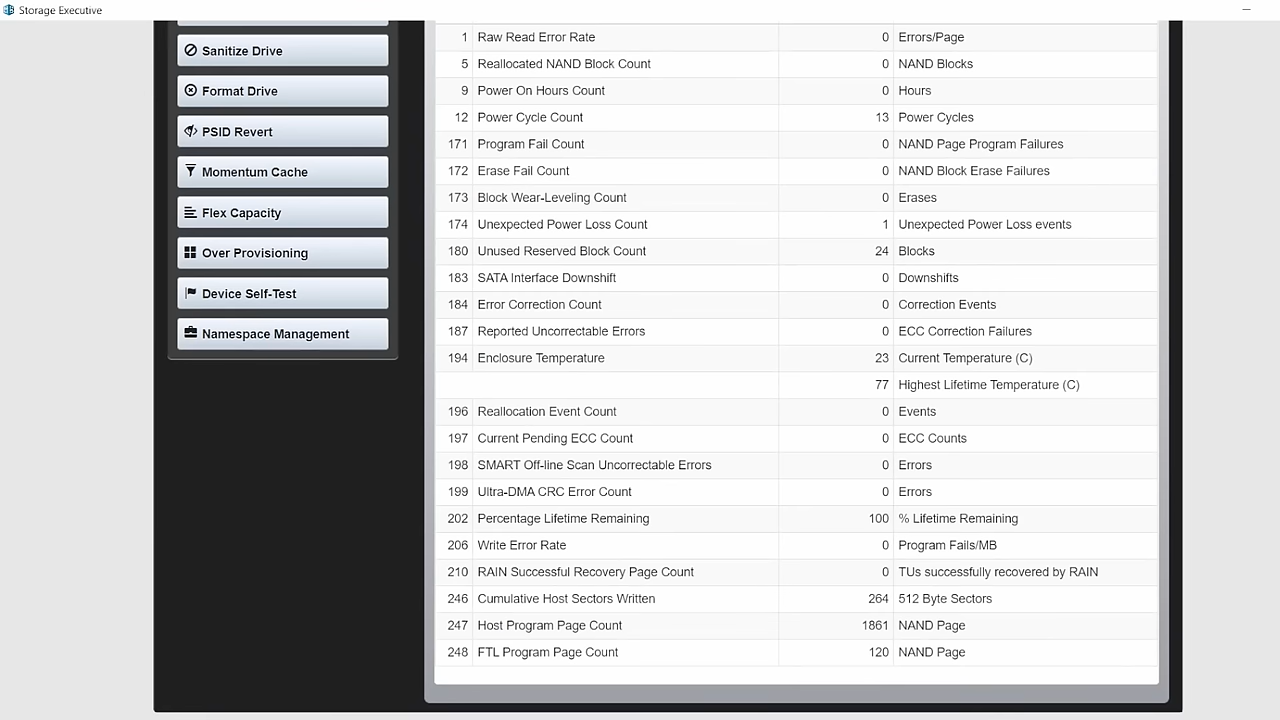 Storage Executive
Sanitize Drive
Format Drive
PSID Revert
Momentum Cache
Flex Capacity
Over Provisioning
Device Self-Test
Namespace Management
1 Raw Read Error Rate 0 Errors/Page
5 Reallocated NAND Block Count 0 NAND Blocks
9 Power On Hours Count 0 Hours
12 Power Cycle Count 13 Power Cycles
171 Program Fail Count 0 NAND Page Program Failures
172 Erase Fail Count 0 NAND Block Erase Failures
173 Block Wear-Leveling Count 0 Erases
174 Unexpected Power Loss Count 1 Unexpected Power Loss events
180 Unused Reserved Block Count 24 Blocks
183 SATA Interface Downshift 0 Downshifts
184 Error Correction Count 0 Correction Events
187 Reported Uncorrectable Errors 0 ECC Correction Failures
194 Enclosure Temperature 23 Current Temperature (C)
77 Highest Lifetime Temperature (C)
196 Reallocation Event Count 0 Events
197 Current Pending ECC Count 0 ECC Counts
198 SMART Off-line Scan Uncorrectable Errors 0 Errors
199 Ultra-DMA CRC Error Count 0 Errors
202 Percentage Lifetime Remaining 100 % Lifetime Remaining
206 Write Error Rate 0 Program Fails/MB
210 RAIN Successful Recovery Page Count 0 TUs successfully recovered by RAIN
246 Cumulative Host Sectors Written 264 512 Byte Sectors
247 Host Program Page Count 1861 NAND Page
248 FTL Program Page Count 120 NAND Page